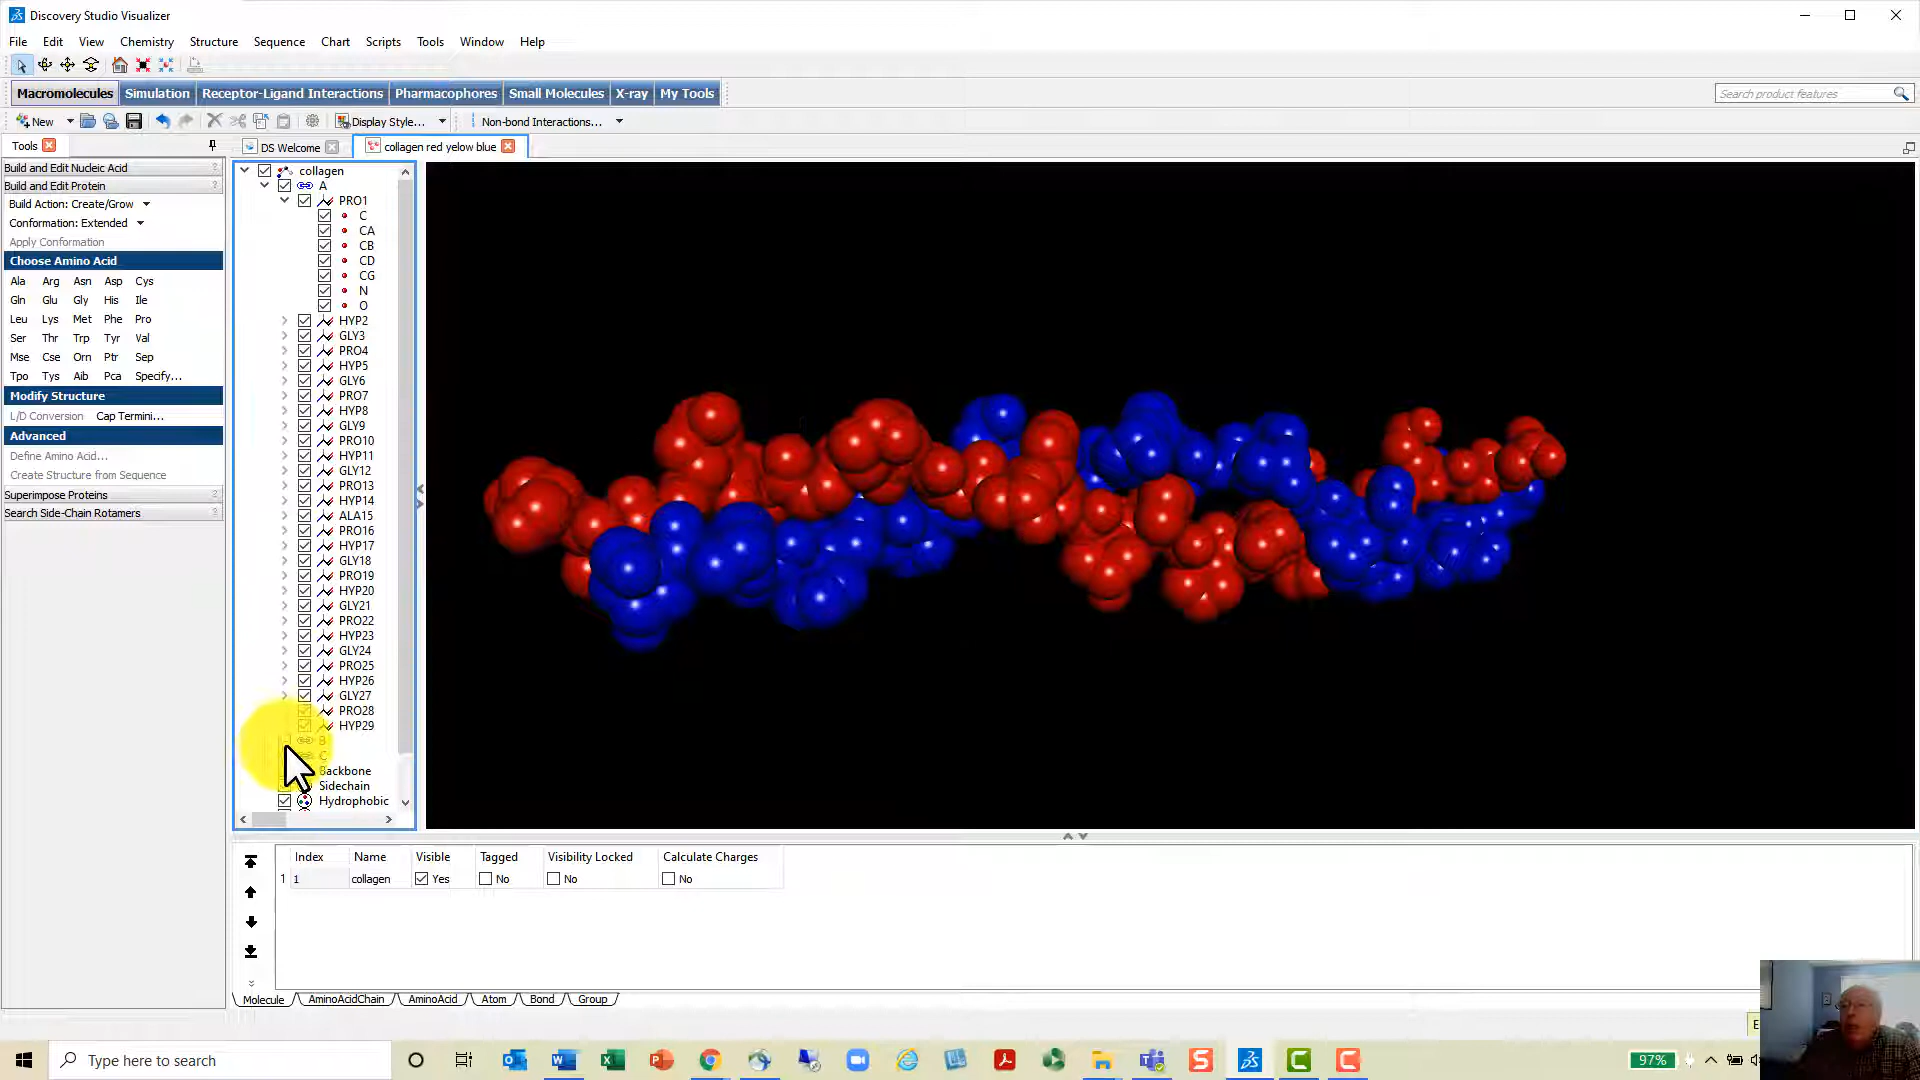 Discovery Studio Visualizer
File Edit View Chemistry Structure Sequence Chart Scripts Tools Window Help
Macromolecules Simulation Receptor-Ligand Interactions Pharmacophores Small Molecules X-ray My Tools
Search product features
New Display Style... Non-bond Interactions...
Tools
DS Welcome
collagen red yelow blue
Build and Edit Nucleic Acid
Build and Edit Protein
Build Action: Create/Grow
Conformation: Extended
Apply Conformation
Choose Amino Acid
Ala Arg Asn Asp Cys
Gln Glu Gly His Ile
Leu Lys Met Phe Pro
Ser Thr Trp Tyr Val
Mse Cse Orn Ptr Sep
Tpo Tys Aib Pca Specify...
Modify Structure
L/D Conversion Cap Termini...
Advanced
Define Amino Acid...
Create Structure from Sequence
Superimpose Proteins
Search Side-Chain Rotamers
collagen
A
PRO1
C
CA
CB
CD
CG
N
O
HYP2
GLY3
PRO4
HYP5
GLY6
PRO7
HYP8
GLY9
PRO10
HYP11
GLY12
PRO13
HYP14
ALA15
PRO16
HYP17
GLY18
PRO19
HYP20
GLY21
PRO22
HYP23
GLY24
PRO25
HYP26
GLY27
PRO28
HYP29
B
C
Backbone
Sidechain
Hydrophobic
Index Name Visible Tagged Visibility Locked Calculate Charges
1 1 collagen Yes No No No
Molecule AminoAcidChain AminoAcid Atom Bond Group
Type here to search
97%